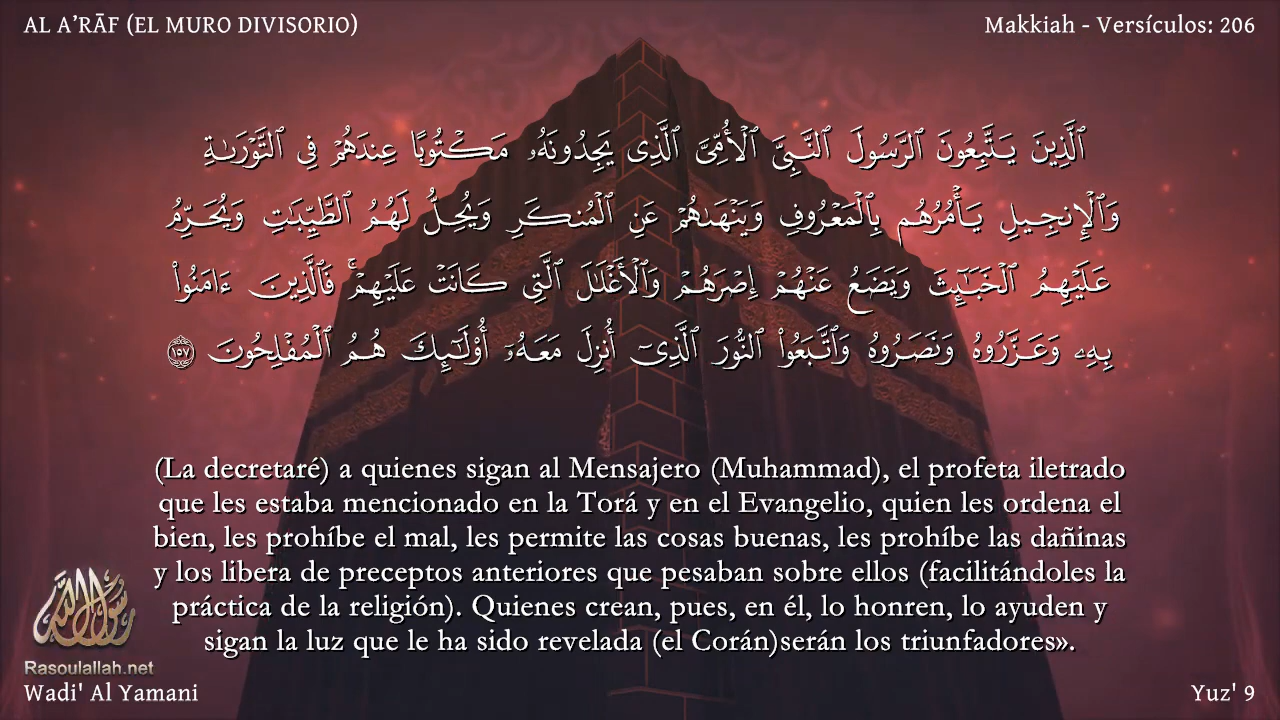 AL A’RĀF (EL MURO DIVISORIO)
Makkiah - Versículos: 206
ٱلَّذِينَ يَتَّبِعُونَ ٱلرَّسُولَ ٱلنَّبِىَّ ٱلْأُمِّىَّ ٱلَّذِى يَجِدُونَهُۥ مَكْتُوبًا عِندَهُمْ فِى ٱلتَّوْرَىٰةِ
وَٱلْإِنجِيلِ يَأْمُرُهُم بِٱلْمَعْرُوفِ وَيَنْهَىٰهُمْ عَنِ ٱلْمُنكَرِ وَيُحِلُّ لَهُمُ ٱلطَّيِّبَٰتِ وَيُحَرِّمُ
عَلَيْهِمُ ٱلْخَبَٰٓئِثَ وَيَضَعُ عَنْهُمْ إِصْرَهُمْ وَٱلْأَغْلَٰلَ ٱلَّتِى كَانَتْ عَلَيْهِمْ ۚ فَٱلَّذِينَ ءَامَنُوا۟
بِهِۦ وَعَزَّرُوهُ وَنَصَرُوهُ وَٱتَّبَعُوا۟ ٱلنُّورَ ٱلَّذِىٓ أُنزِلَ مَعَهُۥٓ أُو۟لَٰٓئِكَ هُمُ ٱلْمُفْلِحُونَ ١٥٧
(La decretaré) a quienes sigan al Mensajero (Muhammad), el profeta iletrado
que les estaba mencionado en la Torá y en el Evangelio, quien les ordena el
bien, les prohíbe el mal, les permite las cosas buenas, les prohíbe las dañinas
y los libera de preceptos anteriores que pesaban sobre ellos (facilitándoles la
práctica de la religión). Quienes crean, pues, en él, lo honren, lo ayuden y
sigan la luz que le ha sido revelada (el Corán)serán los triunfadores».
رسول الله
Rasoulallah.net
Wadi' Al Yamani
Yuz' 9